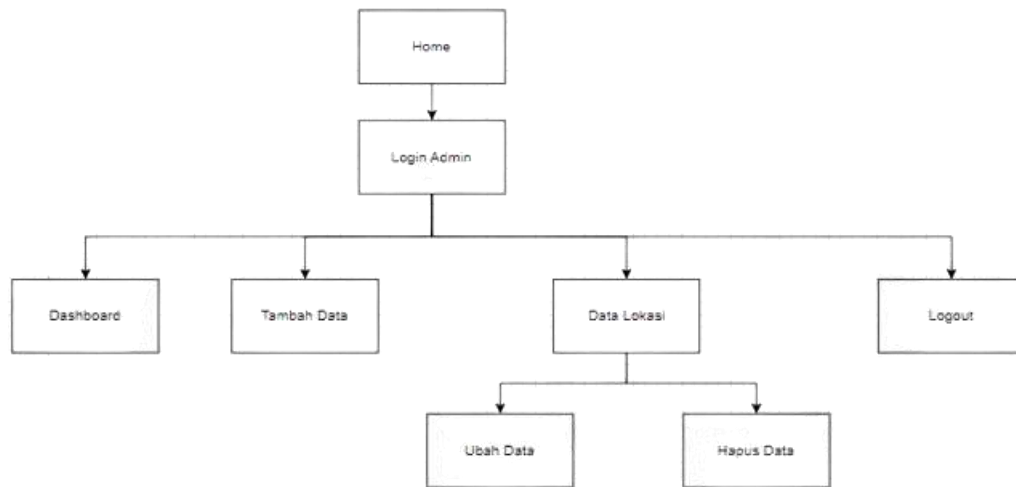 Home
Login Admin
Dashboard
Tambah Data
Data Lokasi
Logout
Ubah Data
Hapus Data